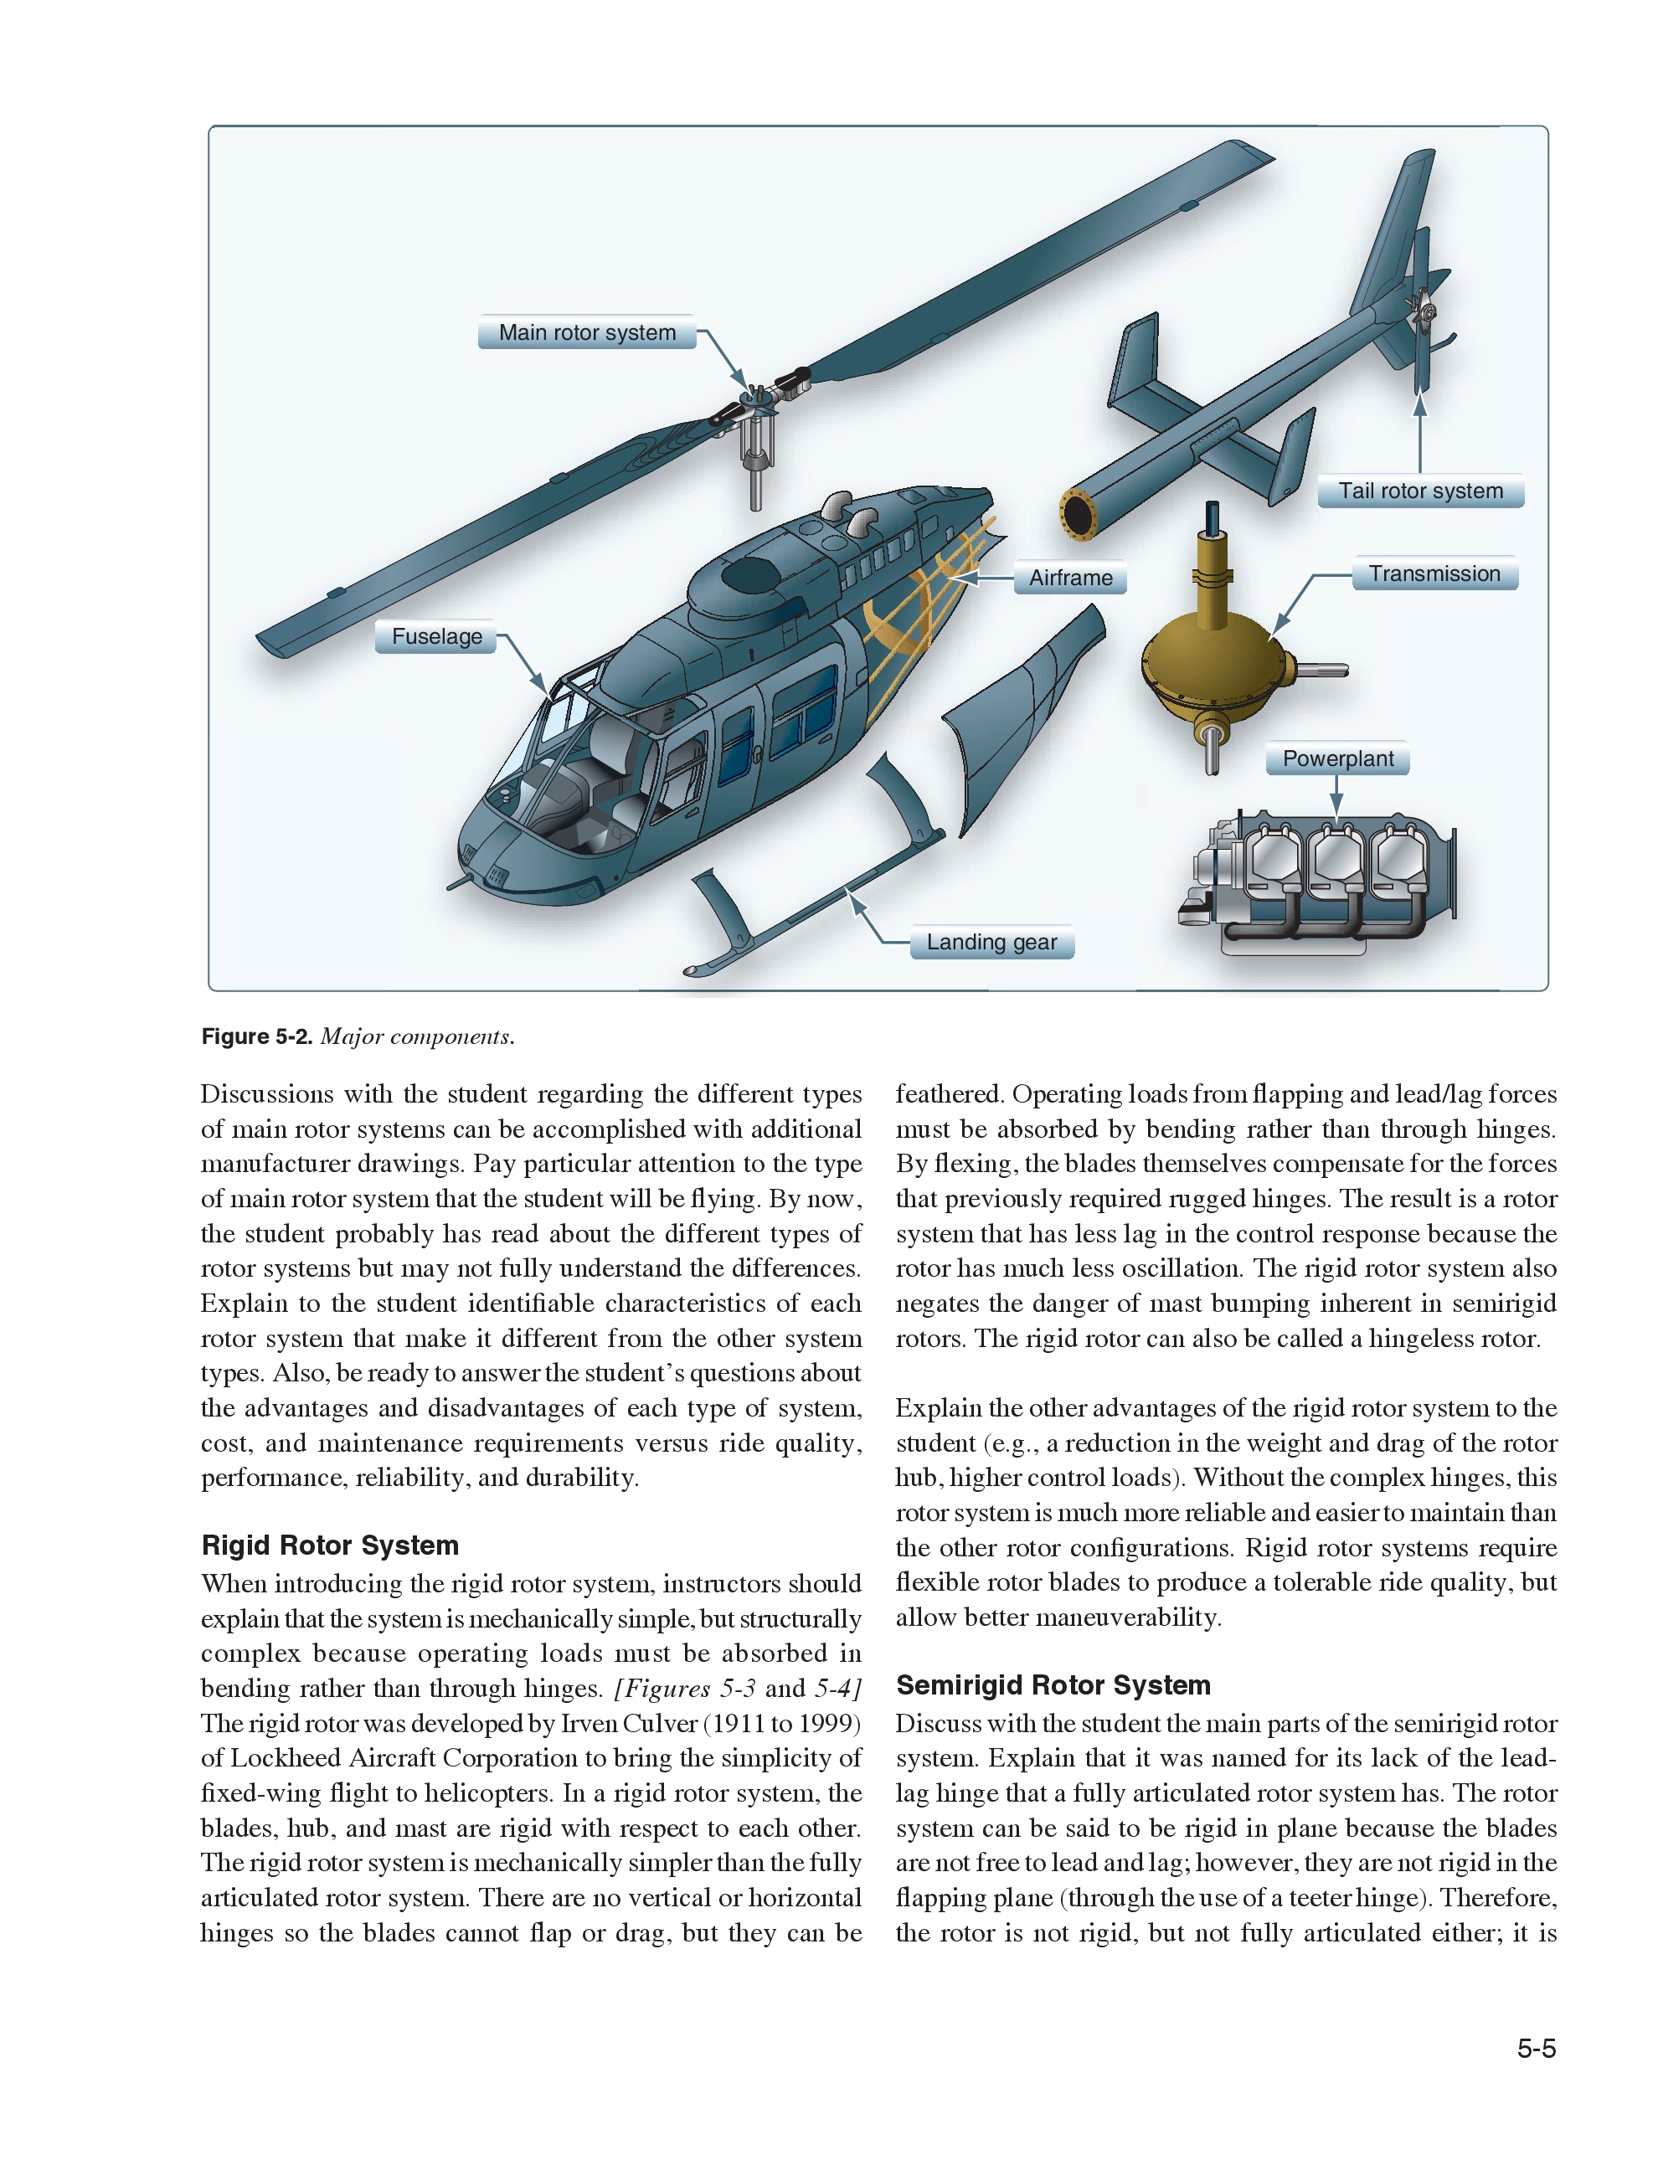 Main rotor system
Tail rotor system
Airframe
Transmission
Fuselage
Powerplant
Landing gear
Figure 5-2. Major components.
Discussions with the student regarding the different types
of main rotor systems can be accomplished with additional
manufacturer drawings. Pay particular attention to the type
of main rotor system that the student will be flying. By now,
the student probably has read about the different types of
rotor systems but may not fully understand the differences.
Explain to the student identifiable characteristics of each
rotor system that make it different from the other system
types. Also, be ready to answer the student’s questions about
the advantages and disadvantages of each type of system,
cost, and maintenance requirements versus ride quality,
performance, reliability, and durability.
Rigid Rotor System
When introducing the rigid rotor system, instructors should
explain that the system is mechanically simple, but structurally
complex because operating loads must be absorbed in
bending rather than through hinges. [Figures 5-3 and 5-4]
The rigid rotor was developed by Irven Culver (1911 to 1999)
of Lockheed Aircraft Corporation to bring the simplicity of
fixed-wing flight to helicopters. In a rigid rotor system, the
blades, hub, and mast are rigid with respect to each other.
The rigid rotor system is mechanically simpler than the fully
articulated rotor system. There are no vertical or horizontal
hinges so the blades cannot flap or drag, but they can be
feathered. Operating loads from flapping and lead/lag forces
must be absorbed by bending rather than through hinges.
By flexing, the blades themselves compensate for the forces
that previously required rugged hinges. The result is a rotor
system that has less lag in the control response because the
rotor has much less oscillation. The rigid rotor system also
negates the danger of mast bumping inherent in semirigid
rotors. The rigid rotor can also be called a hingeless rotor.
Explain the other advantages of the rigid rotor system to the
student (e.g., a reduction in the weight and drag of the rotor
hub, higher control loads). Without the complex hinges, this
rotor system is much more reliable and easier to maintain than
the other rotor configurations. Rigid rotor systems require
flexible rotor blades to produce a tolerable ride quality, but
allow better maneuverability.
Semirigid Rotor System
Discuss with the student the main parts of the semirigid rotor
system. Explain that it was named for its lack of the lead-
lag hinge that a fully articulated rotor system has. The rotor
system can be said to be rigid in plane because the blades
are not free to lead and lag; however, they are not rigid in the
flapping plane (through the use of a teeter hinge). Therefore,
the rotor is not rigid, but not fully articulated either; it is
5-5